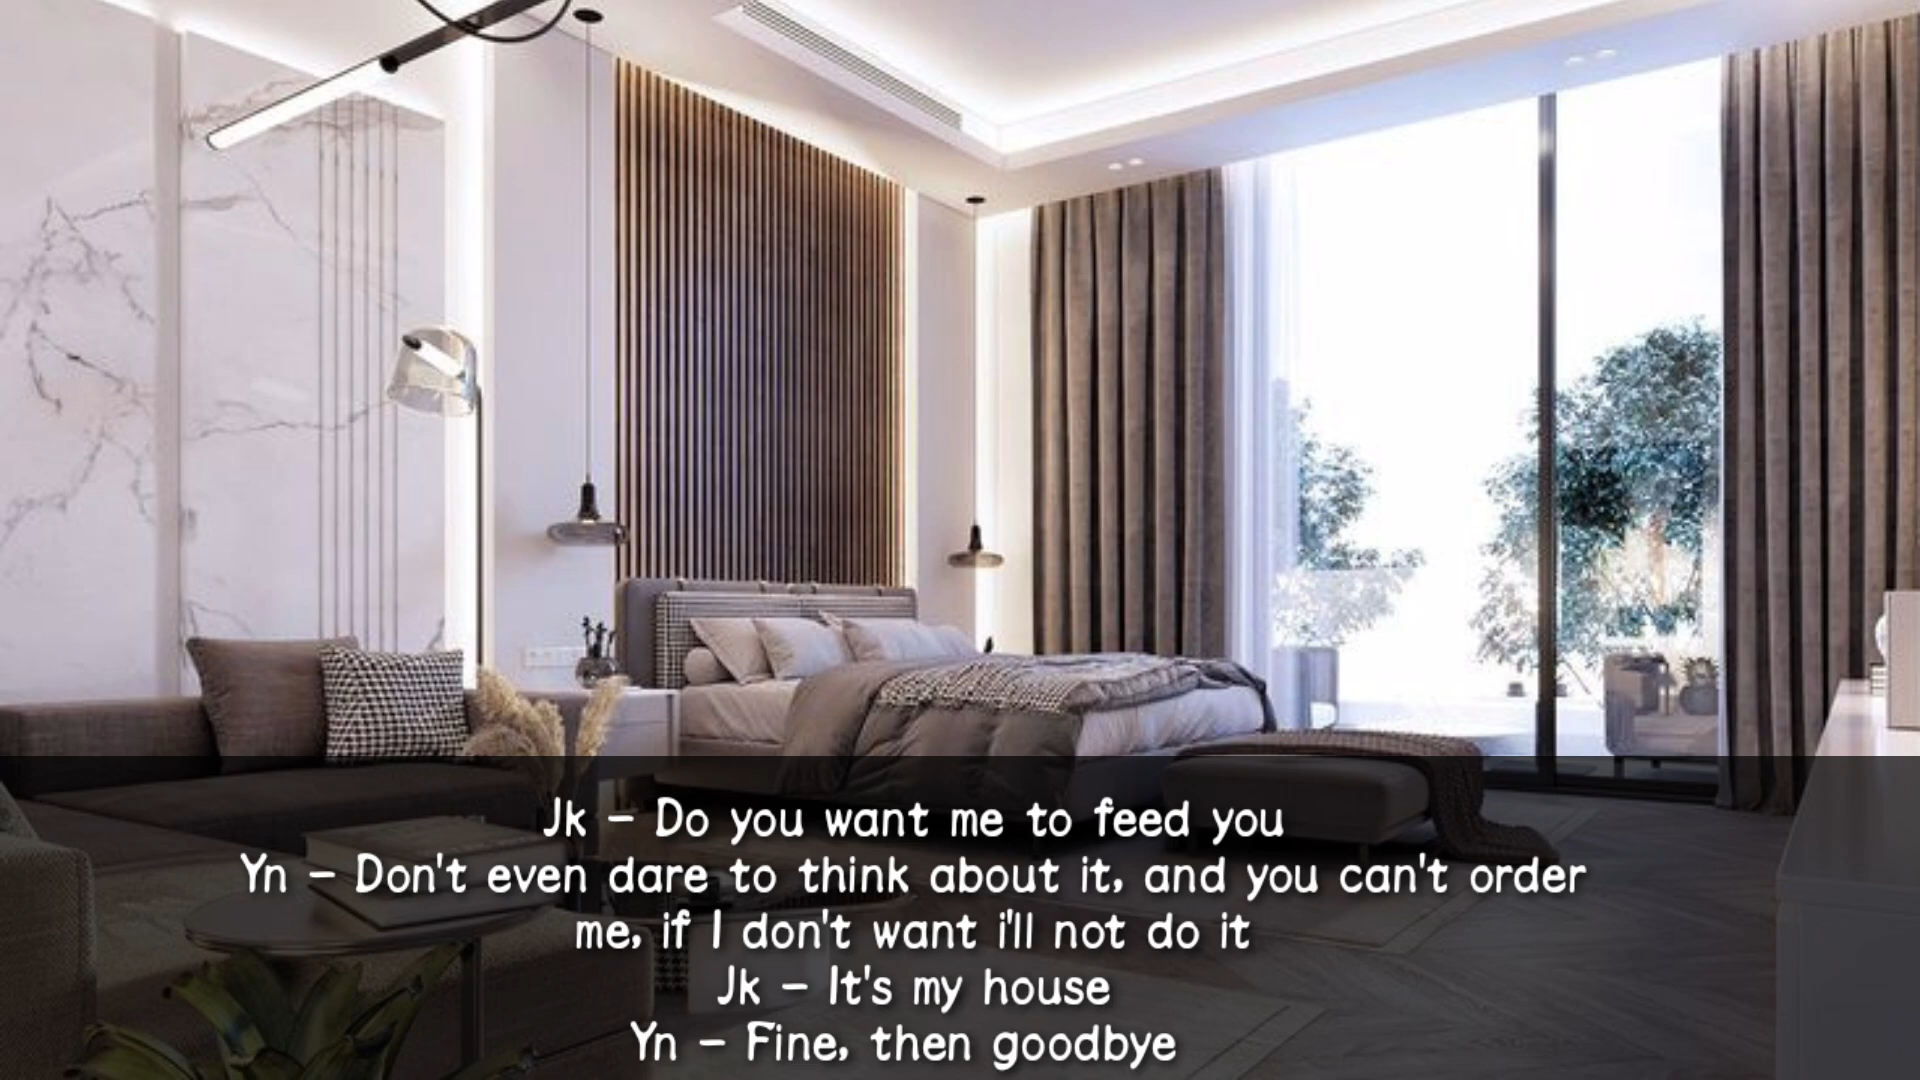 Jk - Do you want me to feed you
Yn - Don't even dare to think about it, and you can't order
me, if I don't want i'll not do it
Jk - It's my house
Yn - Fine, then goodbye